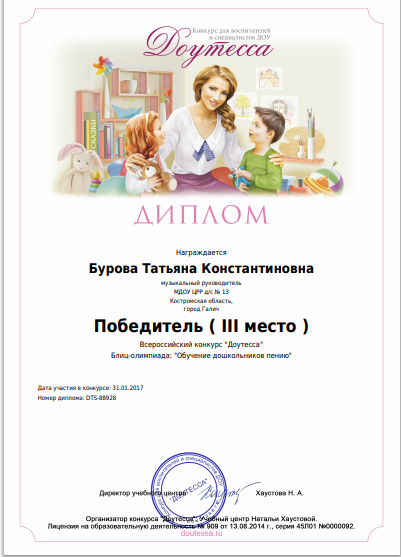 Конкурс для воспитателей
и специалистов ДОУ
Доутесса
СКАЗКИ
ДИПЛОМ
Награждается
Бурова Татьяна Константиновна
музыкальный руководитель
МДОУ ЦРР д/с № 13
Костромская область,
город Галич
Победитель ( III место )
Всероссийский конкурс "Доутесса"
Блиц-олимпиада: "Обучение дошкольников пению"
Дата участия в конкурсе: 31.01.2017
Номер диплома: DTS-88928
"ДОУТЕССА"
Директор учебного центра
Хаустова Н. А.
Организатор конкурса "Доутесса", Учебный центр Натальи Хаустовой.
Лицензия на образовательную деятельность № 909 от 13.08.2014 г., серия 45Л01 №0000092.
doutessa.ru